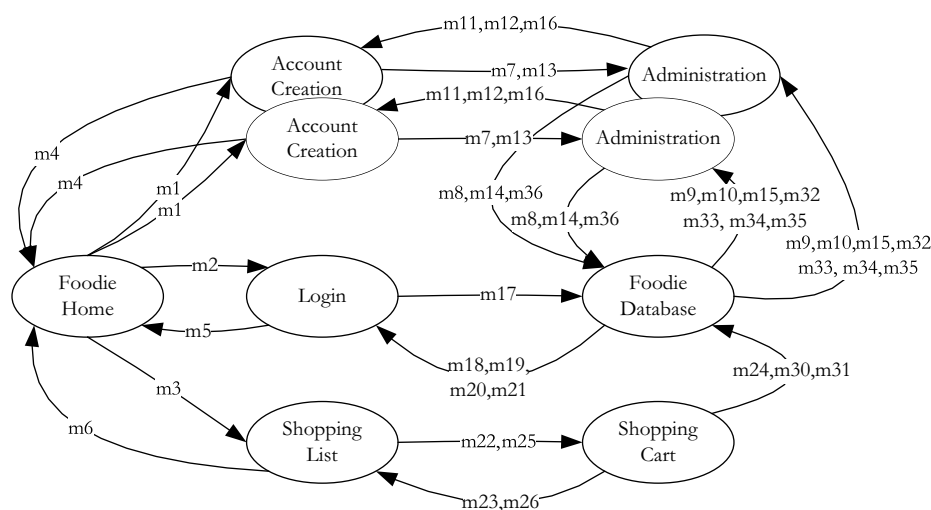 m11,m12,m16
Account
Creation
m7,m13
Administration
m11,m12,m16
Account
Creation
m7,m13
Administration
m4
m4
m1
m1
m8,m14,m36
m8,m14,m36
m9,m10,m15,m32
m33, m34,m35
m9,m10,m15,m32
m33, m34,m35
Foodie
Home
m2
Login
m17
Foodie
Database
m5
m18,m19,
m20,m21
m24,m30,m31
m3
m6
Shopping
List
m22,m25
Shopping
Cart
m23,m26